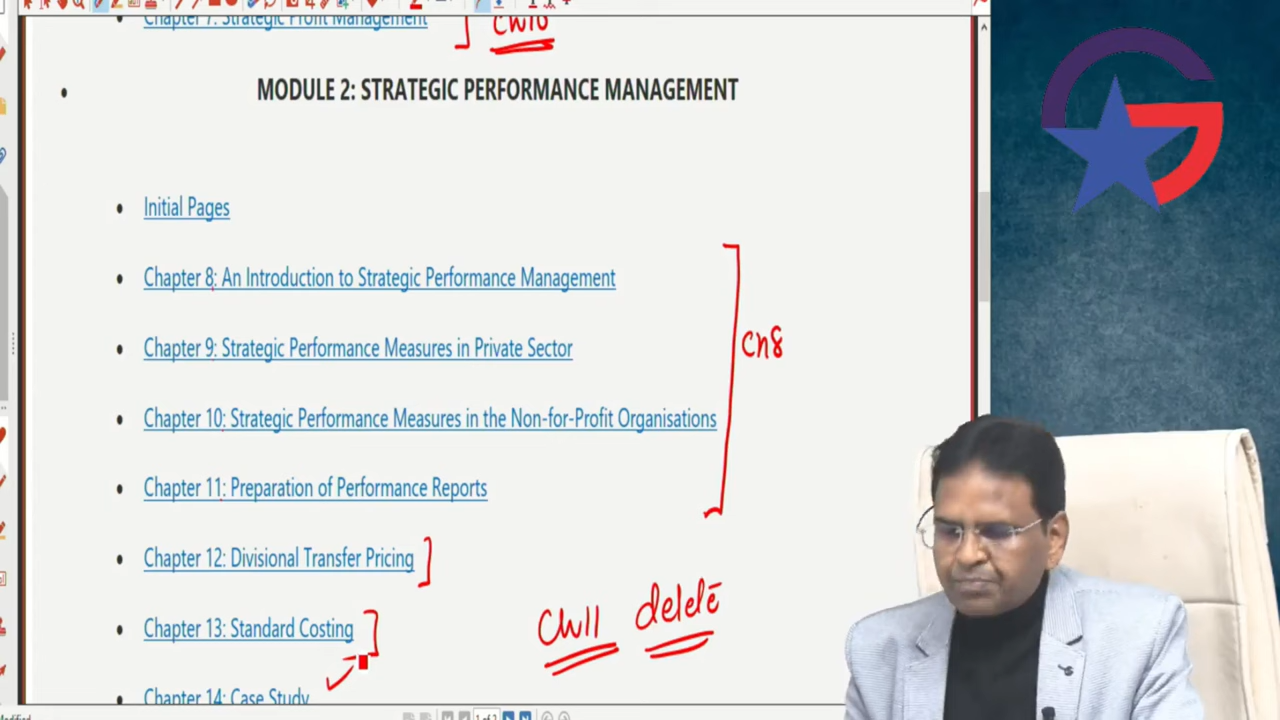 Chapter 7: Strategic Profit Management
Ch10
MODULE 2: STRATEGIC PERFORMANCE MANAGEMENT
Initial Pages
Chapter 8: An Introduction to Strategic Performance Management
Chapter 9: Strategic Performance Measures in Private Sector
Ch8
Chapter 10: Strategic Performance Measures in the Non-for-Profit Organisations
Chapter 11: Preparation of Performance Reports
Chapter 12: Divisional Transfer Pricing
Chapter 13: Standard Costing
Ch11 delete
Chapter 14: Case Study